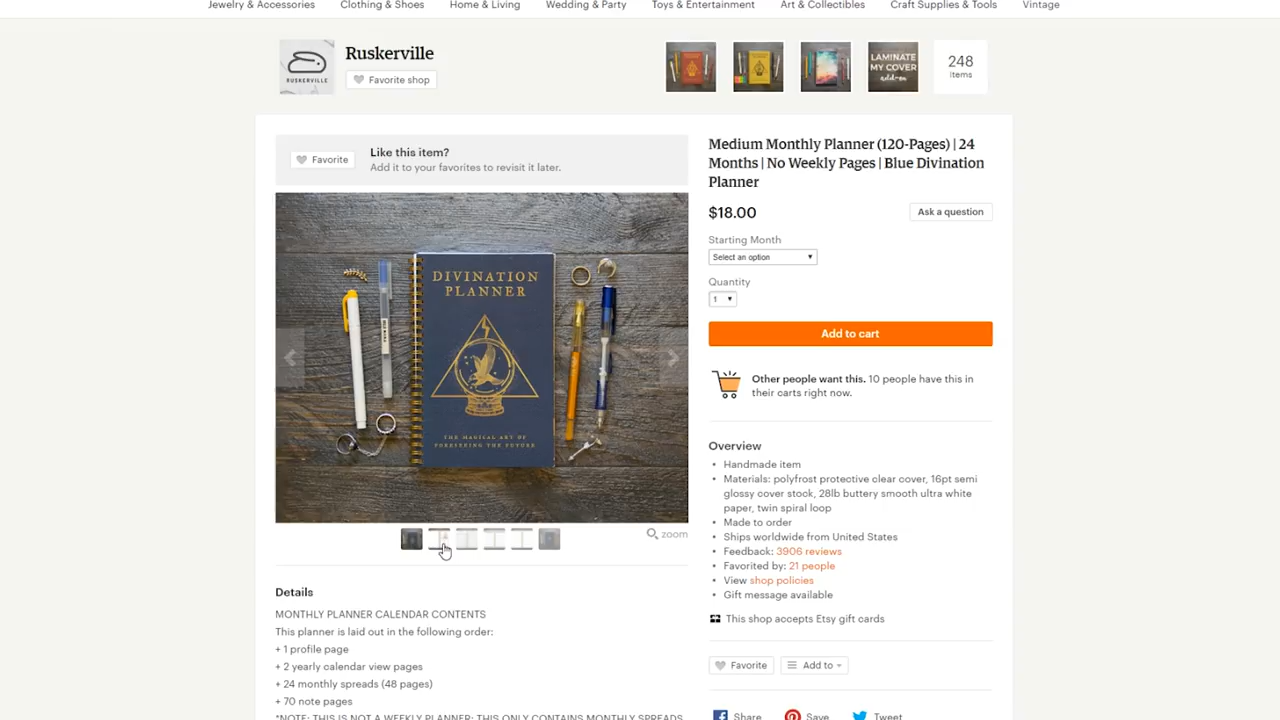 Jewelry & Accessories Clothing & Shoes Home & Living Wedding & Party Toys & Entertainment Art & Collectibles Craft Supplies & Tools Vintage
Ruskerville
RUSKERVILLE
Favorite shop
LAMINATE
MY COVER
add-on
248
items
Like this item?
Favorite
Add it to your favorites to revisit it later.
DIVINATION
PLANNER
THE MAGICAL ART OF
FORESEEING THE FUTURE
zoom
Details
MONTHLY PLANNER CALENDAR CONTENTS
This planner is laid out in the following order:
+ 1 profile page
+ 2 yearly calendar view pages
+ 24 monthly spreads (48 pages)
+ 70 note pages
*NOTE: THIS IS NOT A WEEKLY PLANNER; THIS ONLY CONTAINS MONTHLY SPREADS
Medium Monthly Planner (120-Pages) | 24
Months | No Weekly Pages | Blue Divination
Planner
$18.00
Ask a question
Starting Month
Select an option
Quantity
1
Add to cart
Other people want this. 10 people have this in
their carts right now.
Overview
• Handmade item
• Materials: polyfrost protective clear cover, 16pt semi
glossy cover stock, 28lb buttery smooth ultra white
paper, twin spiral loop
• Made to order
• Ships worldwide from United States
• Feedback: 3906 reviews
• Favorited by: 21 people
• View shop policies
• Gift message available
This shop accepts Etsy gift cards
Favorite
Add to
Share
Save
Tweet